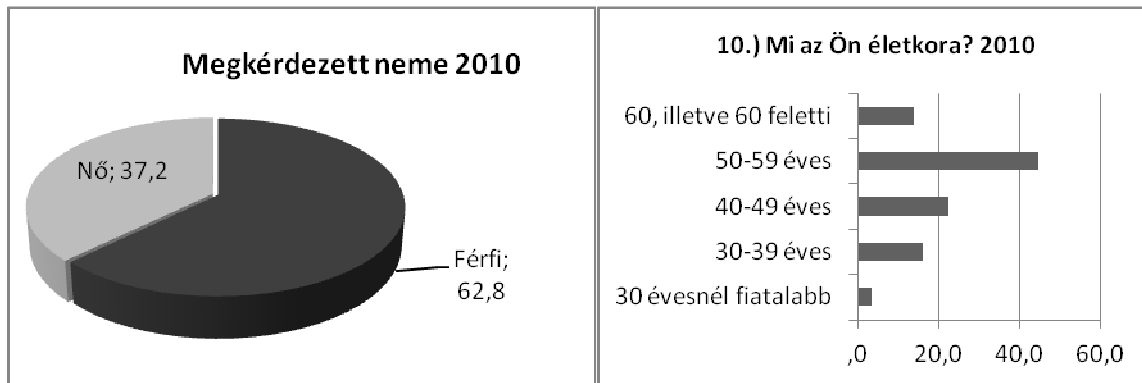 Megkérdezett neme 2010
Nő; 37,2
Férfi;
62,8
10.) Mi az Ön életkora? 2010
60, illetve 60 feletti
50-59 éves
40-49 éves
30-39 éves
30 évesnél fiatalabb
,0 20,0 40,0 60,0